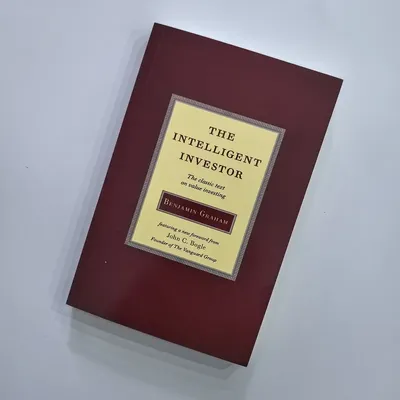 THE
INTELLIGENT
INVESTOR
The classic text
on value investing
BENJAMIN GRAHAM
featuring a new foreword from
John C. Bogle
Founder of The Vanguard Group